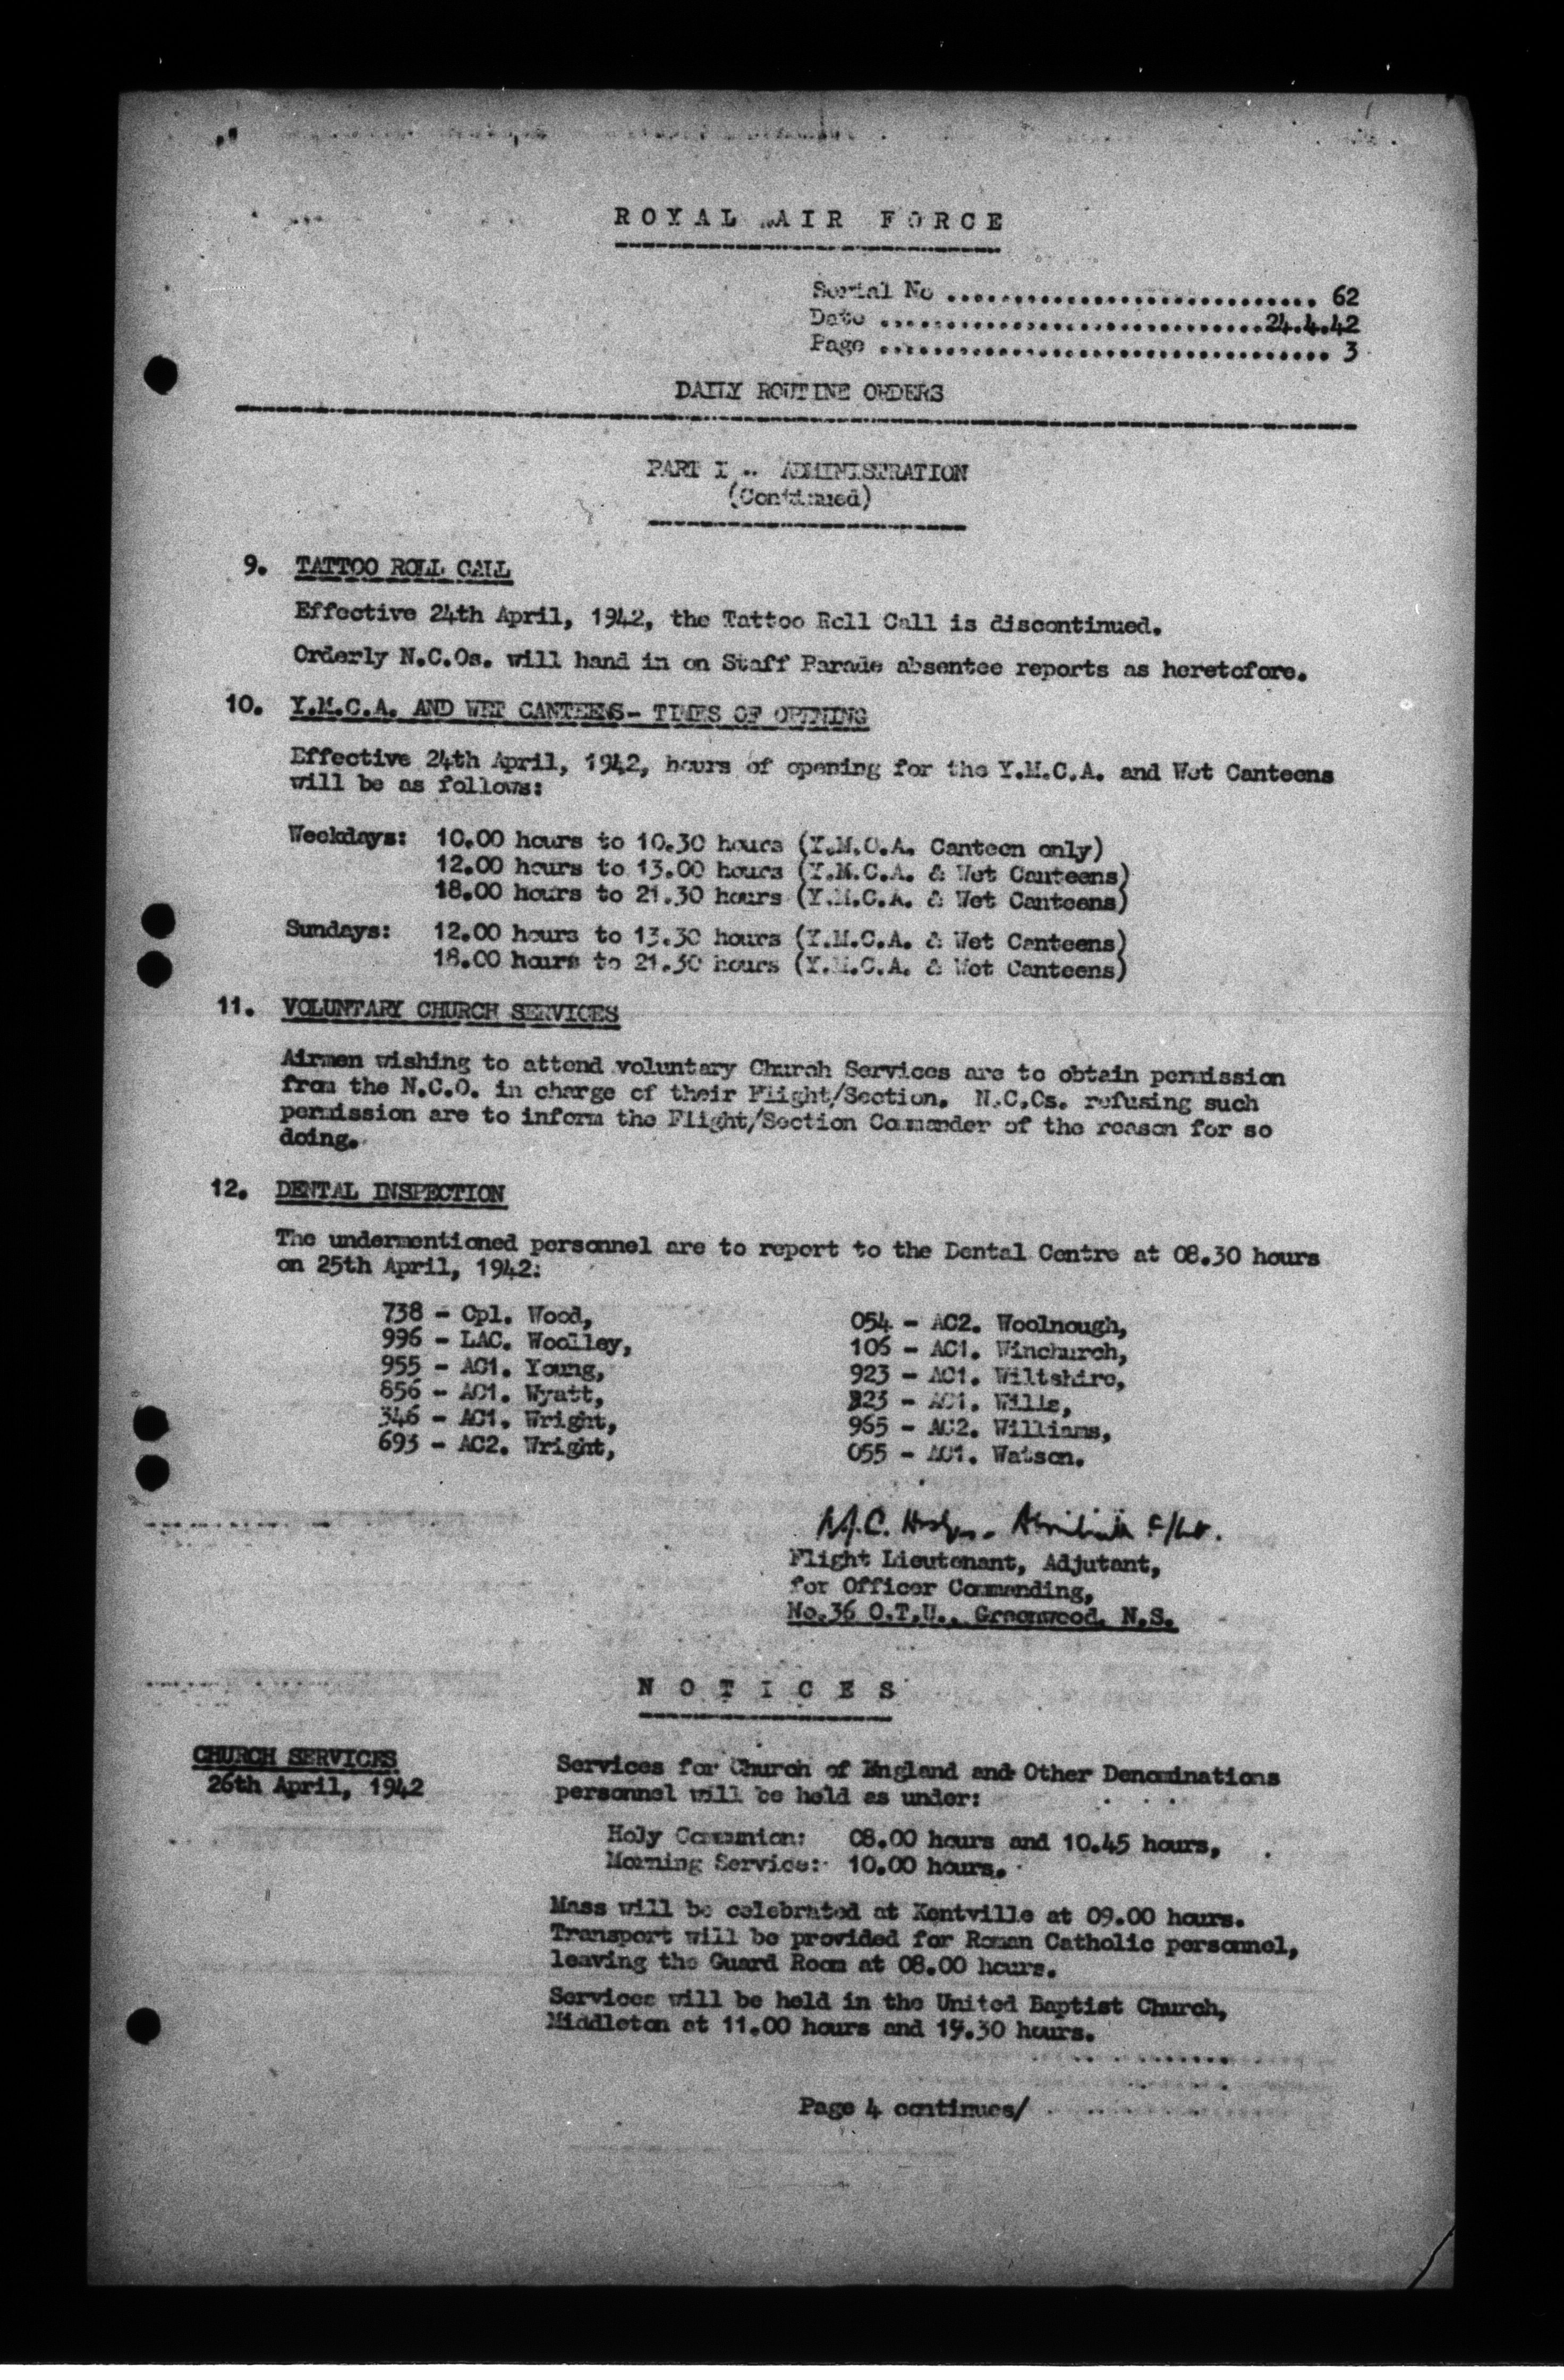 ROYAL AIR FORCE
Serial No ............................ 62
Date .............................24.4.42
Page .................................. 3
DAILY ROUTINE ORDERS
PART I - ADMINISTRATION
(Continued)
9. TATTOO ROLL CALL
Effective 24th April, 1942, the Tattoo Roll Call is discontinued.
Orderly N.C.Os. will hand in on Staff Parade absentee reports as heretofore.
10. Y.M.C.A. AND WET CANTEENS- TIMES OF OPENING
Effective 24th April, 1942, hours of opening for the Y.M.C.A. and Wet Canteens
will be as follows:
Weekdays: 10.00 hours to 10.30 hours (Y.M.C.A. Canteen only)
12.00 hours to 13.00 hours (Y.M.C.A. & Wet Canteens)
18.00 hours to 21.30 hours (Y.M.C.A. & Wet Canteens)
Sundays: 12.00 hours to 13.30 hours (Y.M.C.A. & Wet Canteens)
18.00 hours to 21.30 hours (Y.M.C.A. & Wet Canteens)
11. VOLUNTARY CHURCH SERVICES
Airmen wishing to attend voluntary Church Services are to obtain permission
from the N.C.O. in charge of their Flight/Section. N.C.Os. refusing such
permission are to inform the Flight/Section Commander of the reason for so
doing.
12. DENTAL INSPECTION
The undermentioned personnel are to report to the Dental Centre at 08.30 hours
on 25th April, 1942:
738 - Cpl. Wood,
996 - LAC. Woolley,
955 - AC1. Young,
856 - AC1. Wyatt,
346 - AC1. Wright,
693 - AC2. Wright,
054 - AC2. Woolnough,
106 - AC1. Winchurch,
923 - AC1. Wiltshire,
823 - AC1. Wills,
965 - AC2. Williams,
055 - AC1. Watson.
F/Lt.
Flight Lieutenant, Adjutant,
for Officer Commanding,
No.36 O.T.U., Greenwood, N.S.
NOTICES
CHURCH SERVICES
26th April, 1942
Services for Church of England and Other Denominations
personnel will be held as under:
Holy Communion: 08.00 hours and 10.45 hours,
Morning Service: 10.00 hours.
Mass will be celebrated at Kentville at 09.00 hours.
Transport will be provided for Roman Catholic personnel,
leaving the Guard Room at 08.00 hours.
Services will be held in the United Baptist Church,
Middleton at 11.00 hours and 19.30 hours.
Page 4 continues/